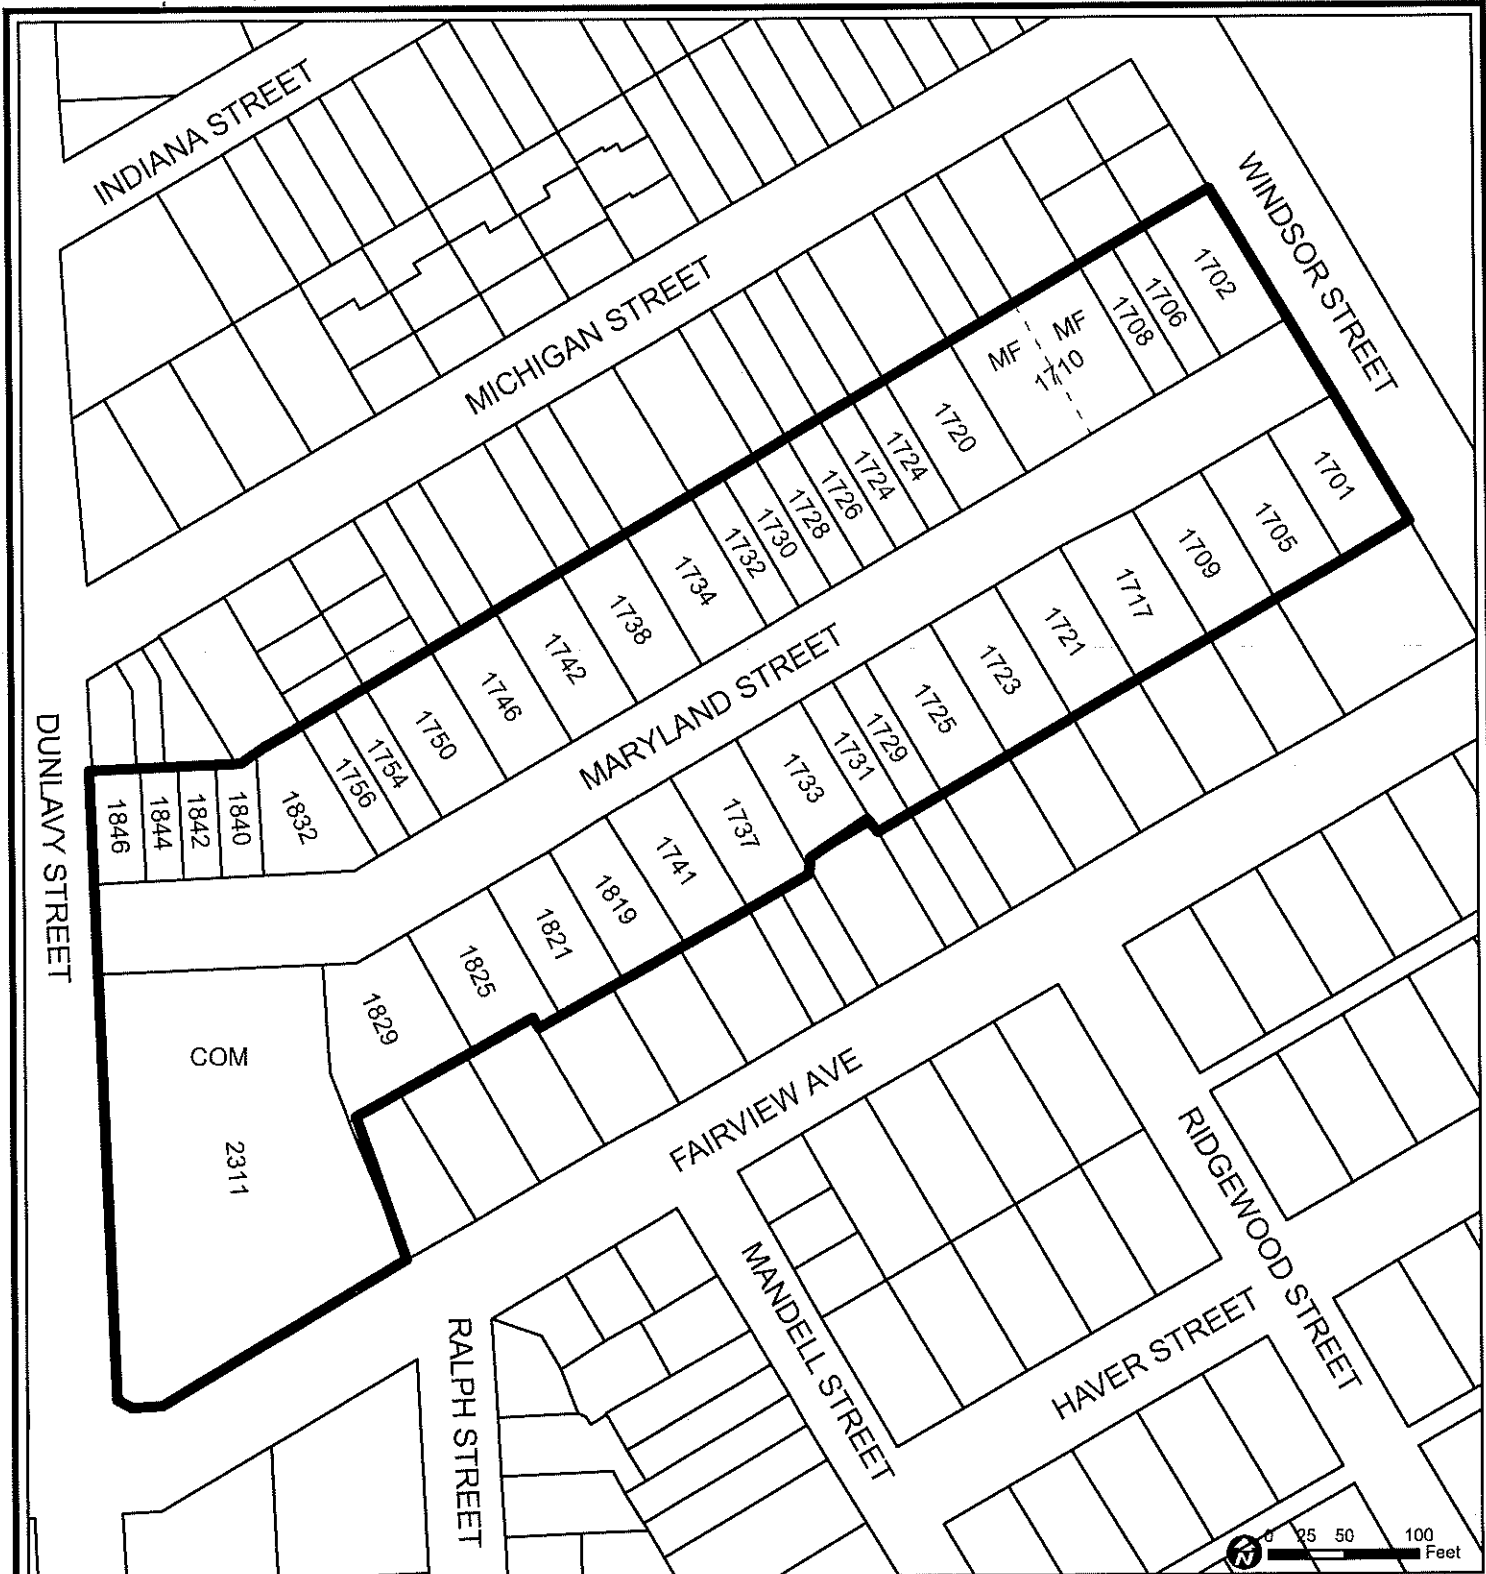 INDIANA STREET
WINDSOR STREET
MICHIGAN STREET
1702
1706
1708
MF
MF
1710
1720
1724
1724
1726
1728
1730
1732
1734
1738
1742
1746
1750
1754
1756
1832
1840
1842
1844
1846
MARYLAND STREET
1701
1705
1709
1717
1721
1723
1725
1729
1731
1733
1737
1741
1819
1821
1825
1829
DUNLAVY STREET
COM
2311
FAIRVIEW AVE
RIDGEWOOD STREET
MANDELL STREET
HAVER STREET
RALPH STREET
N
0 25 50 100
Feet